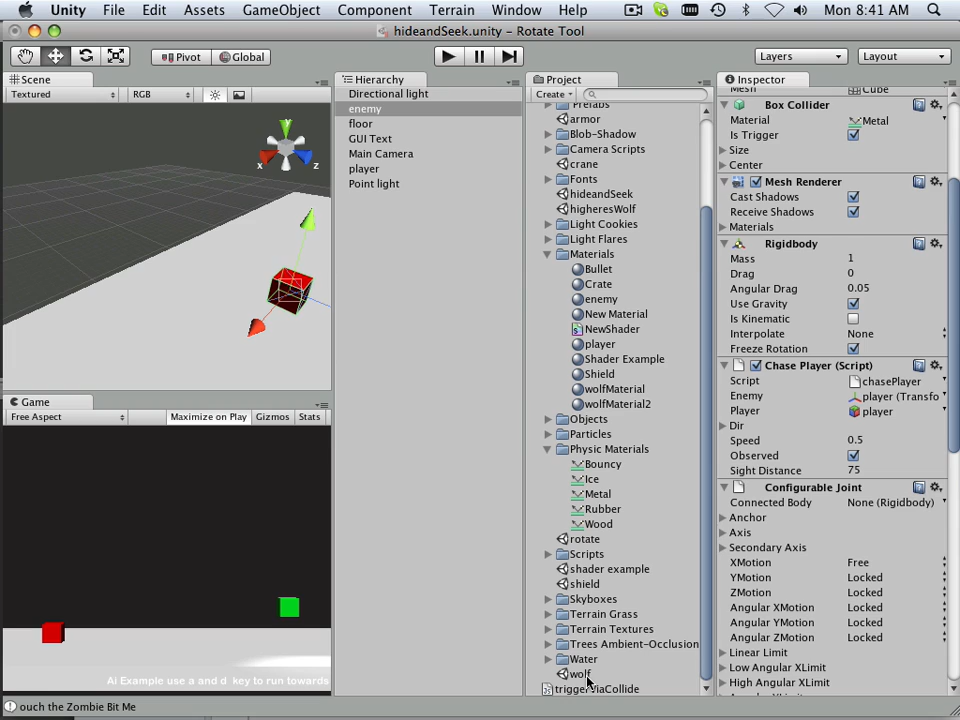 Unity File Edit Assets GameObject Component Terrain Window Help Mon 8:41 AM
hideandSeek.unity - Rotate Tool
Pivot Global Layers Layout
Scene
Textured RGB
x z
Game
Free Aspect Maximize on Play Gizmos Stats
Ai Example use a and d key to run towards
Hierarchy
Directional light
enemy
floor
GUI Text
Main Camera
player
Point light
Project
Create
Prefabs
armor
Blob-Shadow
Camera Scripts
crane
Fonts
hideandSeek
higheresWolf
Light Cookies
Light Flares
Materials
Bullet
Crate
enemy
New Material
NewShader
player
Shader Example
Shield
wolfMaterial
wolfMaterial2
Objects
Particles
Physic Materials
Bouncy
Ice
Metal
Rubber
Wood
rotate
Scripts
shader example
shield
Skyboxes
Terrain Grass
Terrain Textures
Trees Ambient-Occlusion
Water
wolf
triggerViaCollide
Inspector
Mesh Cube
Box Collider
Material Metal
Is Trigger
Size
Center
Mesh Renderer
Cast Shadows
Receive Shadows
Materials
Rigidbody
Mass 1
Drag 0
Angular Drag 0.05
Use Gravity
Is Kinematic
Interpolate None
Freeze Rotation
Chase Player (Script)
Script chasePlayer
Enemy player (Transfo
Player player
Dir
Speed 0.5
Observed
Sight Distance 75
Configurable Joint
Connected Body None (Rigidbody)
Anchor
Axis
Secondary Axis
XMotion Free
YMotion Locked
ZMotion Locked
Angular XMotion Locked
Angular YMotion Locked
Angular ZMotion Locked
Linear Limit
Low Angular XLimit
High Angular XLimit
ouch the Zombie Bit Me